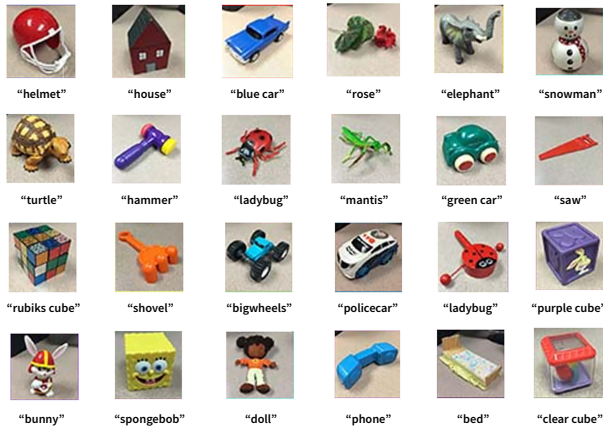 “helmet” “house” “blue car” “rose” “elephant” “snowman”
“turtle” “hammer” “ladybug” “mantis” “green car” “saw”
“rubiks cube” “shovel” “bigwheels” “policecar” “ladybug” “purple cube”
“bunny” “spongebob” “doll” “phone” “bed” “clear cube”